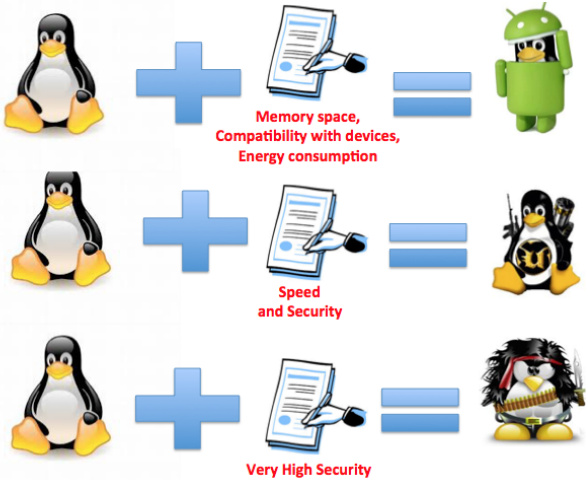 Memory space,
Compatibility with devices,
Energy consumption
Speed
and Security
Very High Security